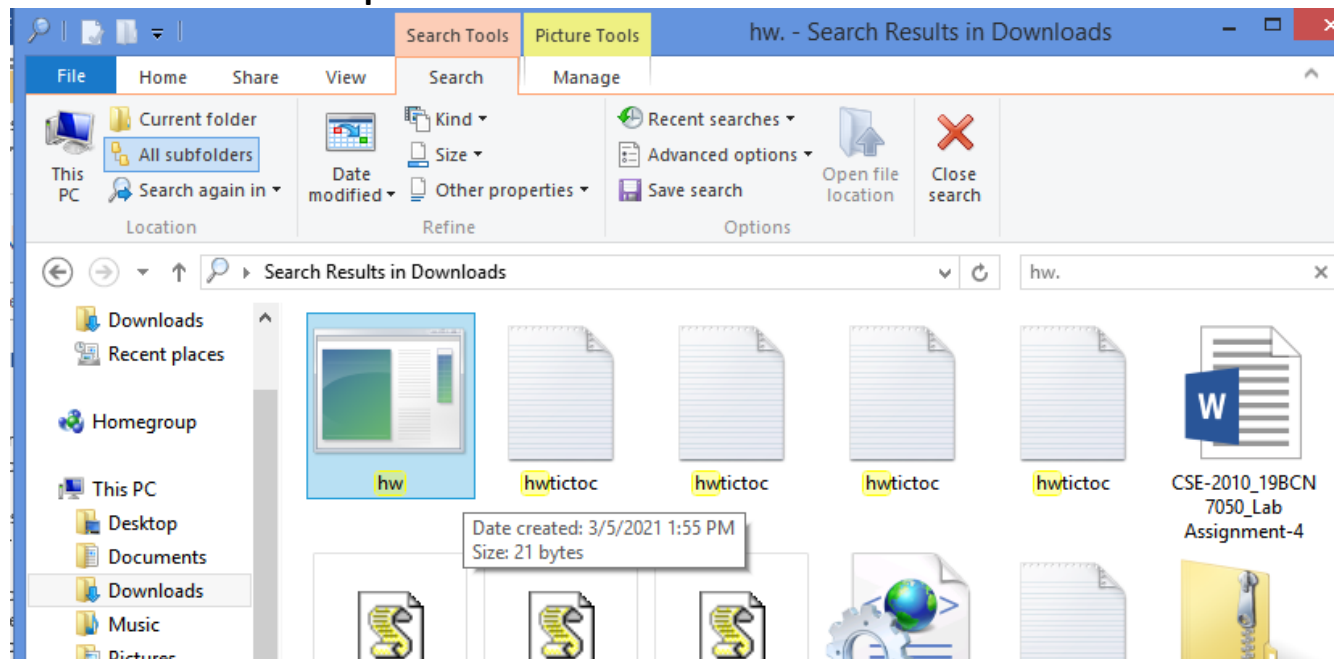 Search Tools Picture Tools hw. - Search Results in Downloads
File Home Share View Search Manage
Current folder
All subfolders
Search again in
This
PC
Location
Date
modified
Kind
Size
Other properties
Refine
Recent searches
Advanced options
Save search
Options
Open file
location
Close
search
Search Results in Downloads
hw.
Downloads
Recent places
Homegroup
This PC
Desktop
Documents
Downloads
Music
Pictures
hw
hwtictoc
hwtictoc
hwtictoc
hwtictoc
CSE-2010_19BCN
7050_Lab
Assignment-4
Date created: 3/5/2021 1:55 PM
Size: 21 bytes